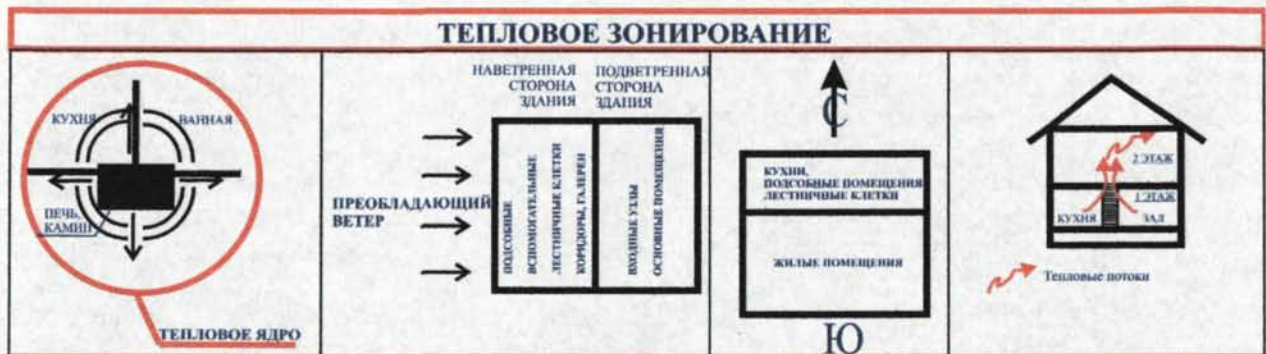 ТЕПЛОВОЕ ЗОНИРОВАНИЕ
КУХНЯ
ВАННАЯ
ПЕЧЬ,
КАМИН
ТЕПЛОВОЕ ЯДРО
НАВЕТРЕННАЯ
СТОРОНА
ЗДАНИЯ
ПОДВЕТРЕННАЯ
СТОРОНА
ЗДАНИЯ
ПРЕОБЛАДАЮЩИЙ
ВЕТЕР
ПОДСОБНЫЕ
ВСПОМОГАТЕЛЬНЫЕ
ЛЕСТНИЧНЫЕ КЛЕТКИ
КОРИДОРЫ, ГАЛЕРЕИ
ВХОДНЫЕ УЗЛЫ
ОСНОВНЫЕ ПОМЕЩЕНИЯ
С
КУХНИ,
ПОДСОБНЫЕ ПОМЕЩЕНИЯ
ЛЕСТНИЧНЫЕ КЛЕТКИ
ЖИЛЫЕ ПОМЕЩЕНИЯ
Ю
2 ЭТАЖ
1 ЭТАЖ
КУХНЯ
ЗАЛ
Тепловые потоки